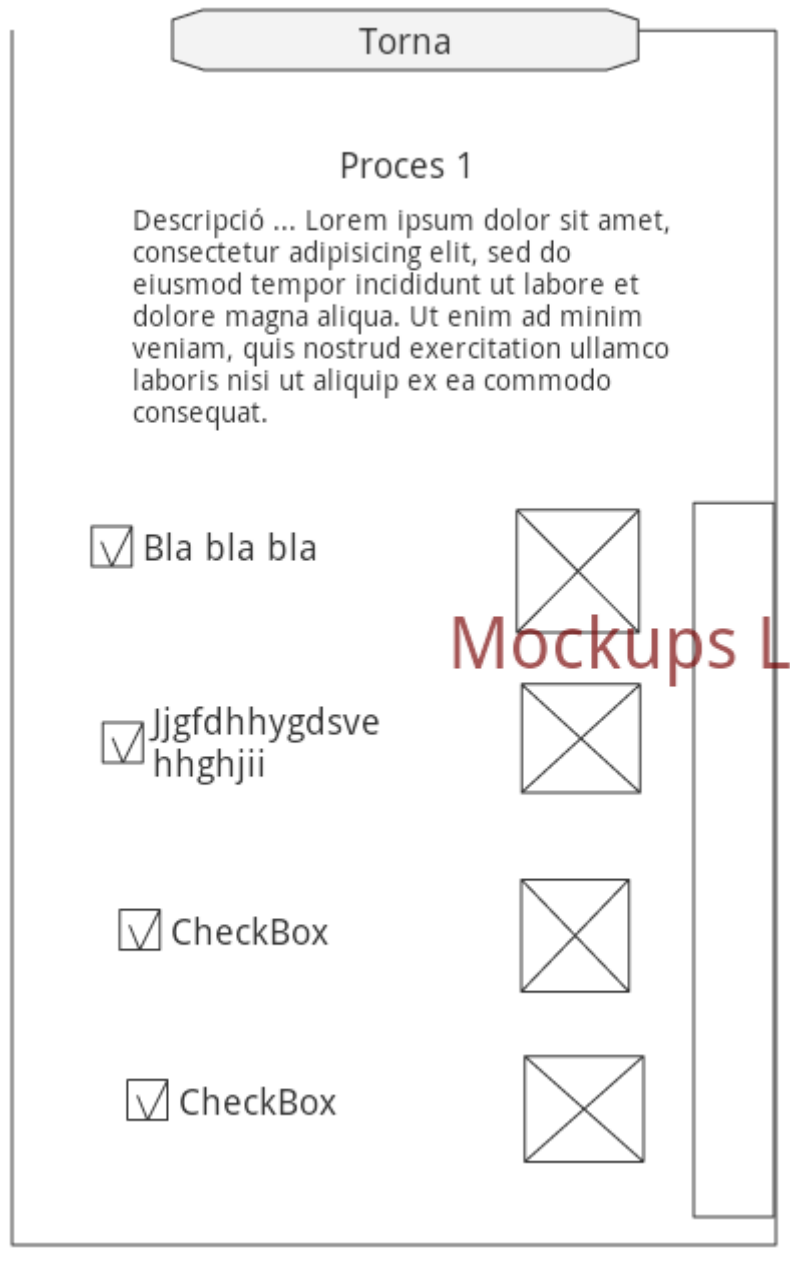 Torna
Proces 1
Descripció ... Lorem ipsum dolor sit amet,
consectetur adipisicing elit, sed do
eiusmod tempor incididunt ut labore et
dolore magna aliqua. Ut enim ad minim
veniam, quis nostrud exercitation ullamco
laboris nisi ut aliquip ex ea commodo
consequat.
Bla bla bla
Mockups L
Jjgfdhhygdsve
hhghjii
CheckBox
CheckBox